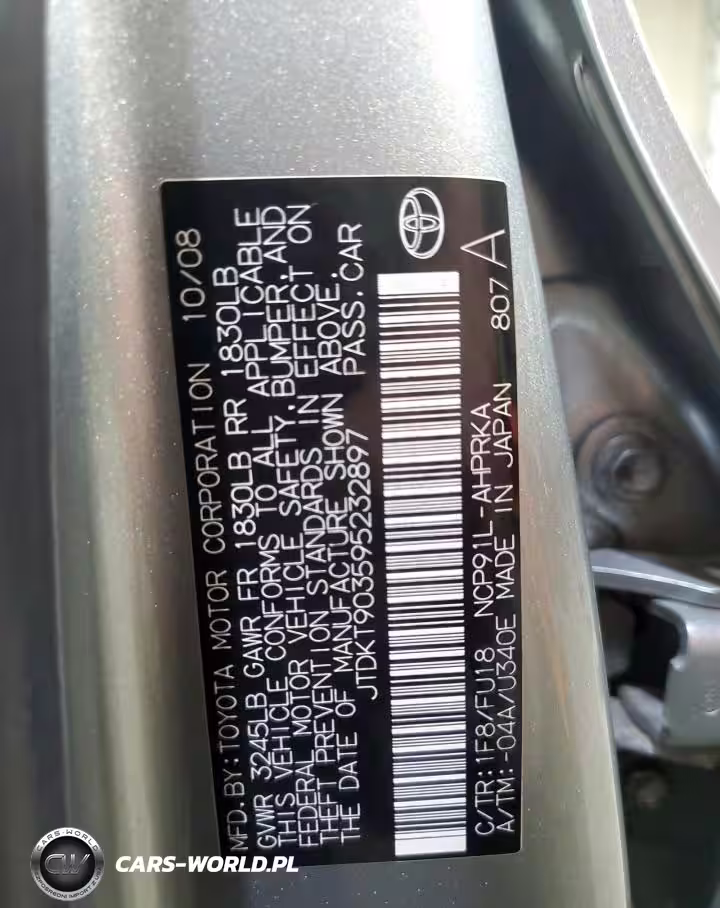 MFD. BY: TOYOTA MOTOR CORPORATION 10/08
GVWR 3245LB GAWR FR 1830LB RR 1830LB
THIS VEHICLE CONFORMS TO ALL APPLICABLE
FEDERAL MOTOR VEHICLE SAFETY, BUMPER, AND
THEFT PREVENTION STANDARDS IN EFFECT ON
THE DATE OF MANUFACTURE SHOWN ABOVE.
JTDKT903595232897 PASS. CAR
C/TR: 1F8/FU18 NCP91L-AHPRKA
A/TM: -04A/U340E MADE IN JAPAN 807 A
CW
CARS-WORLD.PL